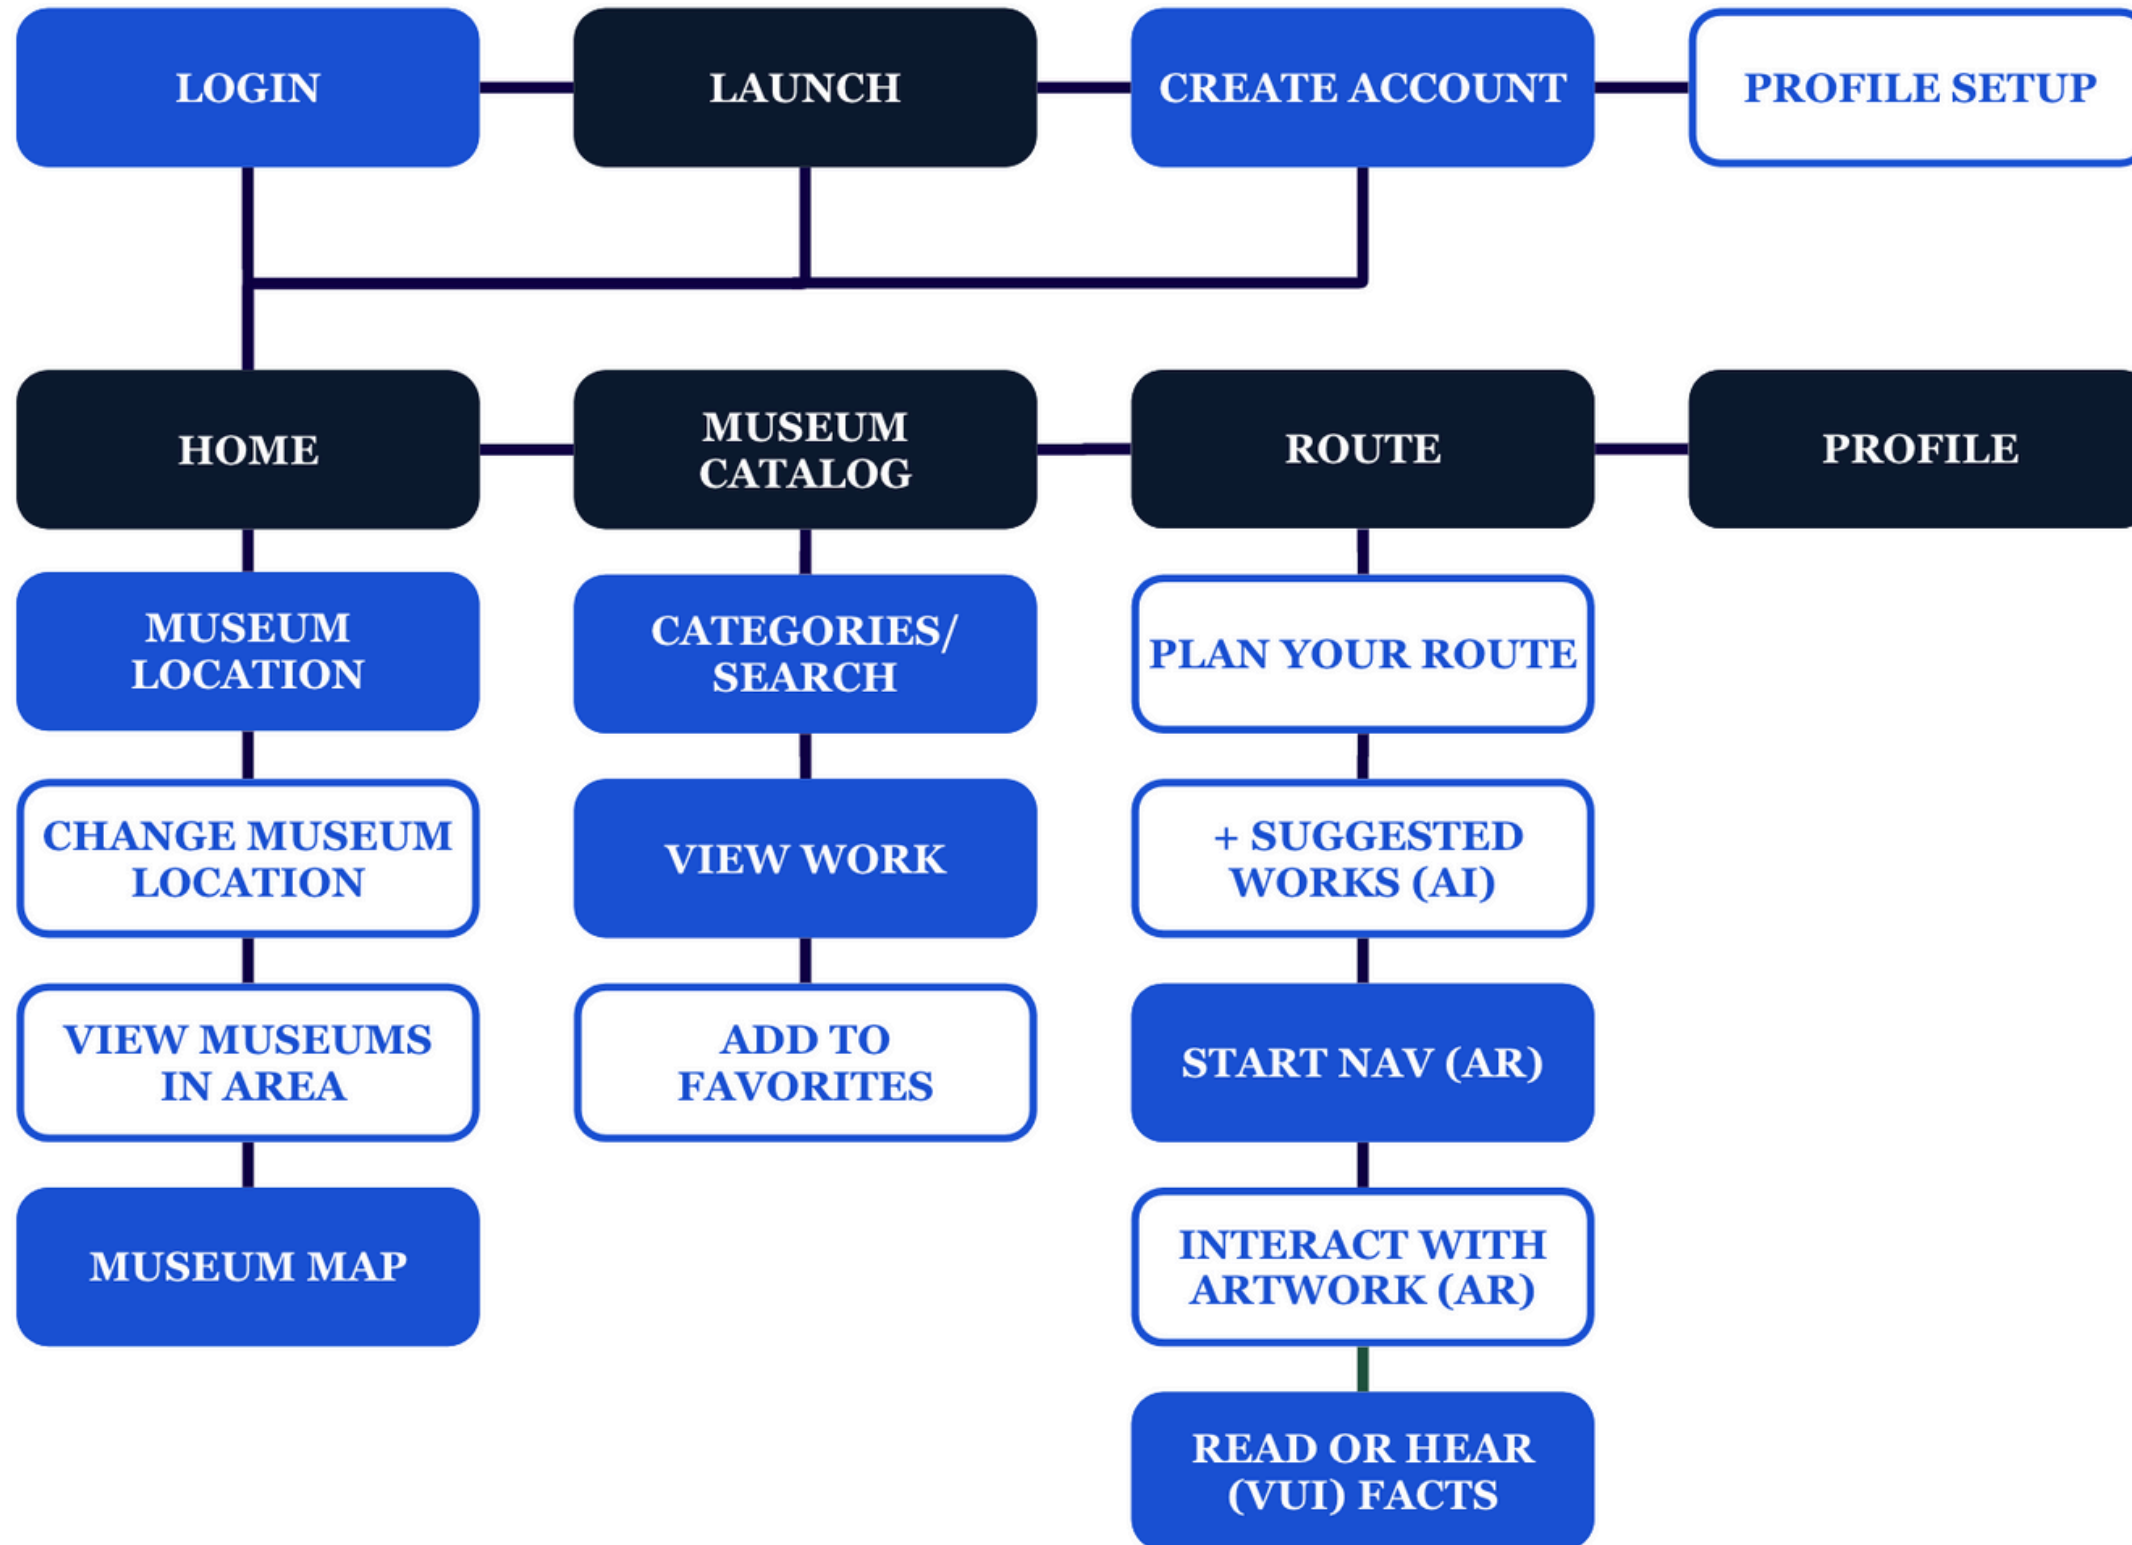 LOGIN
LAUNCH
CREATE ACCOUNT
PROFILE SETUP
HOME
MUSEUM
CATALOG
ROUTE
PROFILE
MUSEUM
LOCATION
CATEGORIES/
SEARCH
PLAN YOUR ROUTE
CHANGE MUSEUM
LOCATION
VIEW WORK
+ SUGGESTED
WORKS (AI)
VIEW MUSEUMS
IN AREA
ADD TO
FAVORITES
START NAV (AR)
MUSEUM MAP
INTERACT WITH
ARTWORK (AR)
READ OR HEAR
(VUI) FACTS